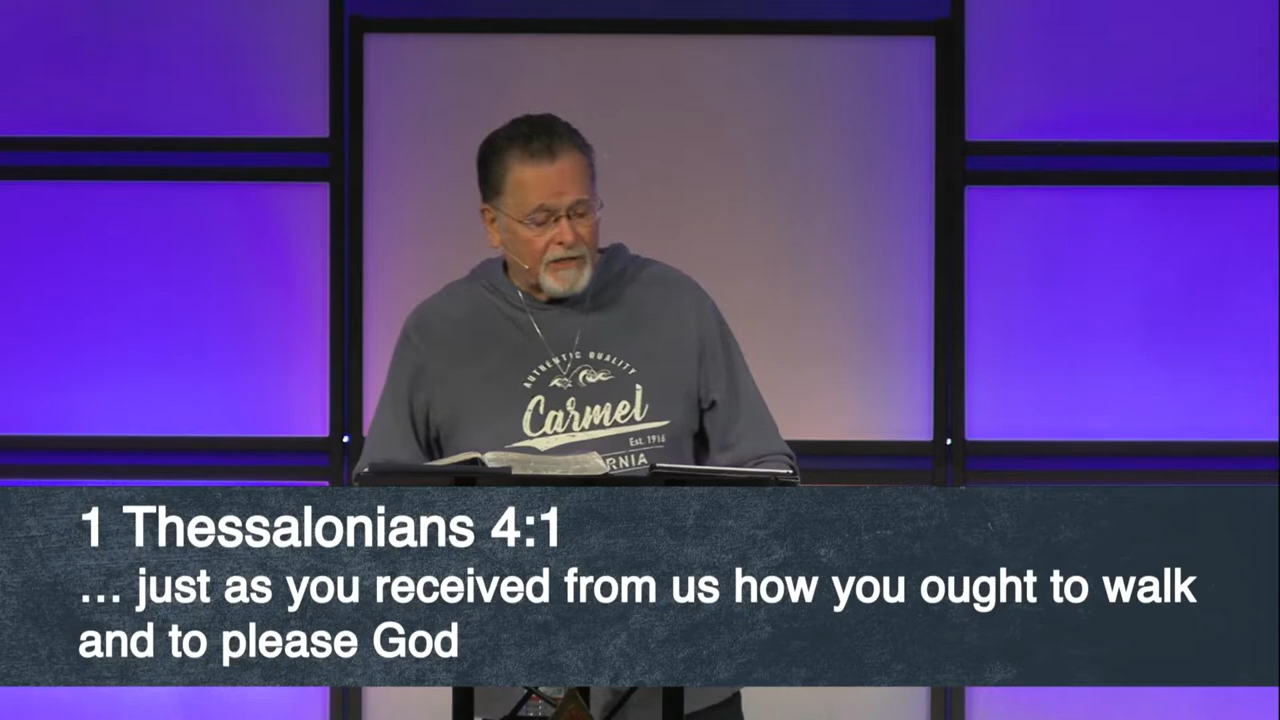 AUTHENTIC QUALITY
Carmel
Est. 1916
RNIA
1 Thessalonians 4:1
... just as you received from us how you ought to walk
and to please God